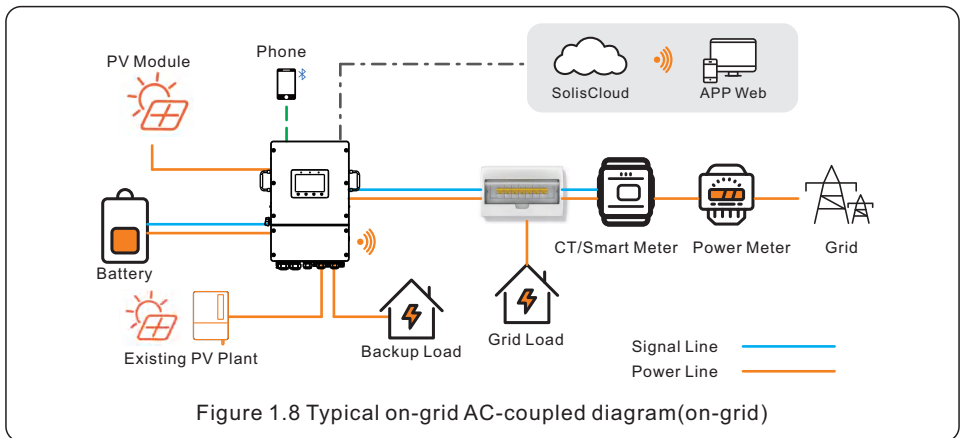 Phone
PV Module
SolisCloud
APP Web
CT/Smart Meter
Power Meter
Grid
Battery
Existing PV Plant
Backup Load
Grid Load
Signal Line
Power Line
Figure 1.8 Typical on-grid AC-coupled diagram(on-grid)